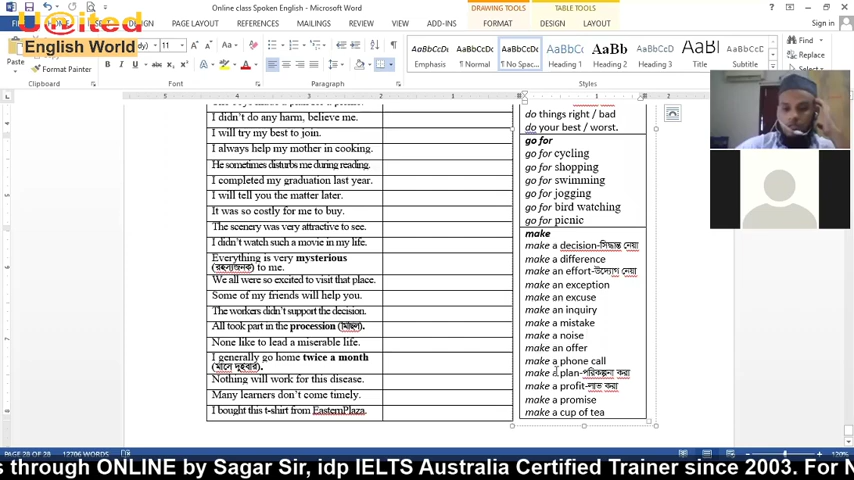 Online class Spoken English - Microsoft Word
DRAWING TOOLS
TABLE TOOLS
Sign in
PAGE LAYOUT
REFERENCES
MAILINGS
REVIEW
VIEW
ADD-INS
FORMAT
DESIGN
LAYOUT
Un@ited
English World
Format Painter
Paste
Clipboard
Font
Paragraph
Styles
Find
Replace
Emphasis
¶ Normal
¶ No Spac...
Heading 1
Heading 2
Heading 3
Title
Subtitle
I didn't do any harm, believe me.
I will try my best to join.
I always help my mother in cooking.
He sometimes disturbs me during reading.
I completed my graduation last year.
I will tell you the matter later.
It was so costly for me to buy.
The scenery was very attractive to see.
I didn't watch such a movie in my life.
Everything is very mysterious
(রহস্যজনক) to me.
We all were so excited to visit that place.
Some of my friends will help you.
The workers didn't support the decision.
All took part in the procession (মিছিল).
None like to lead a miserable life.
I generally go home twice a month
(মাসে দুইবার).
Nothing will work for this disease.
Many learners don't come timely.
I bought this t-shirt from EasternPlaza.
do things right / bad
do your best / worst.
go for
go for cycling
go for shopping
go for swimming
go for jogging
go for bird watching
go for picnic
make
make a decision-সিদ্ধান্ত নেয়া
make a difference
make an effort-উদ্যোগ নেয়া
make an exception
make an excuse
make an inquiry
make a mistake
make a noise
make an offer
make a phone call
make a plan-পরিকল্পনা করা
make a profit-লাভ করা
make a promise
make a cup of tea
PAGE 28 OF 28
12706 WORDS
120%
s through ONLINE by Sagar Sir, idp IELTS Australia Certified Trainer since 2003. For N